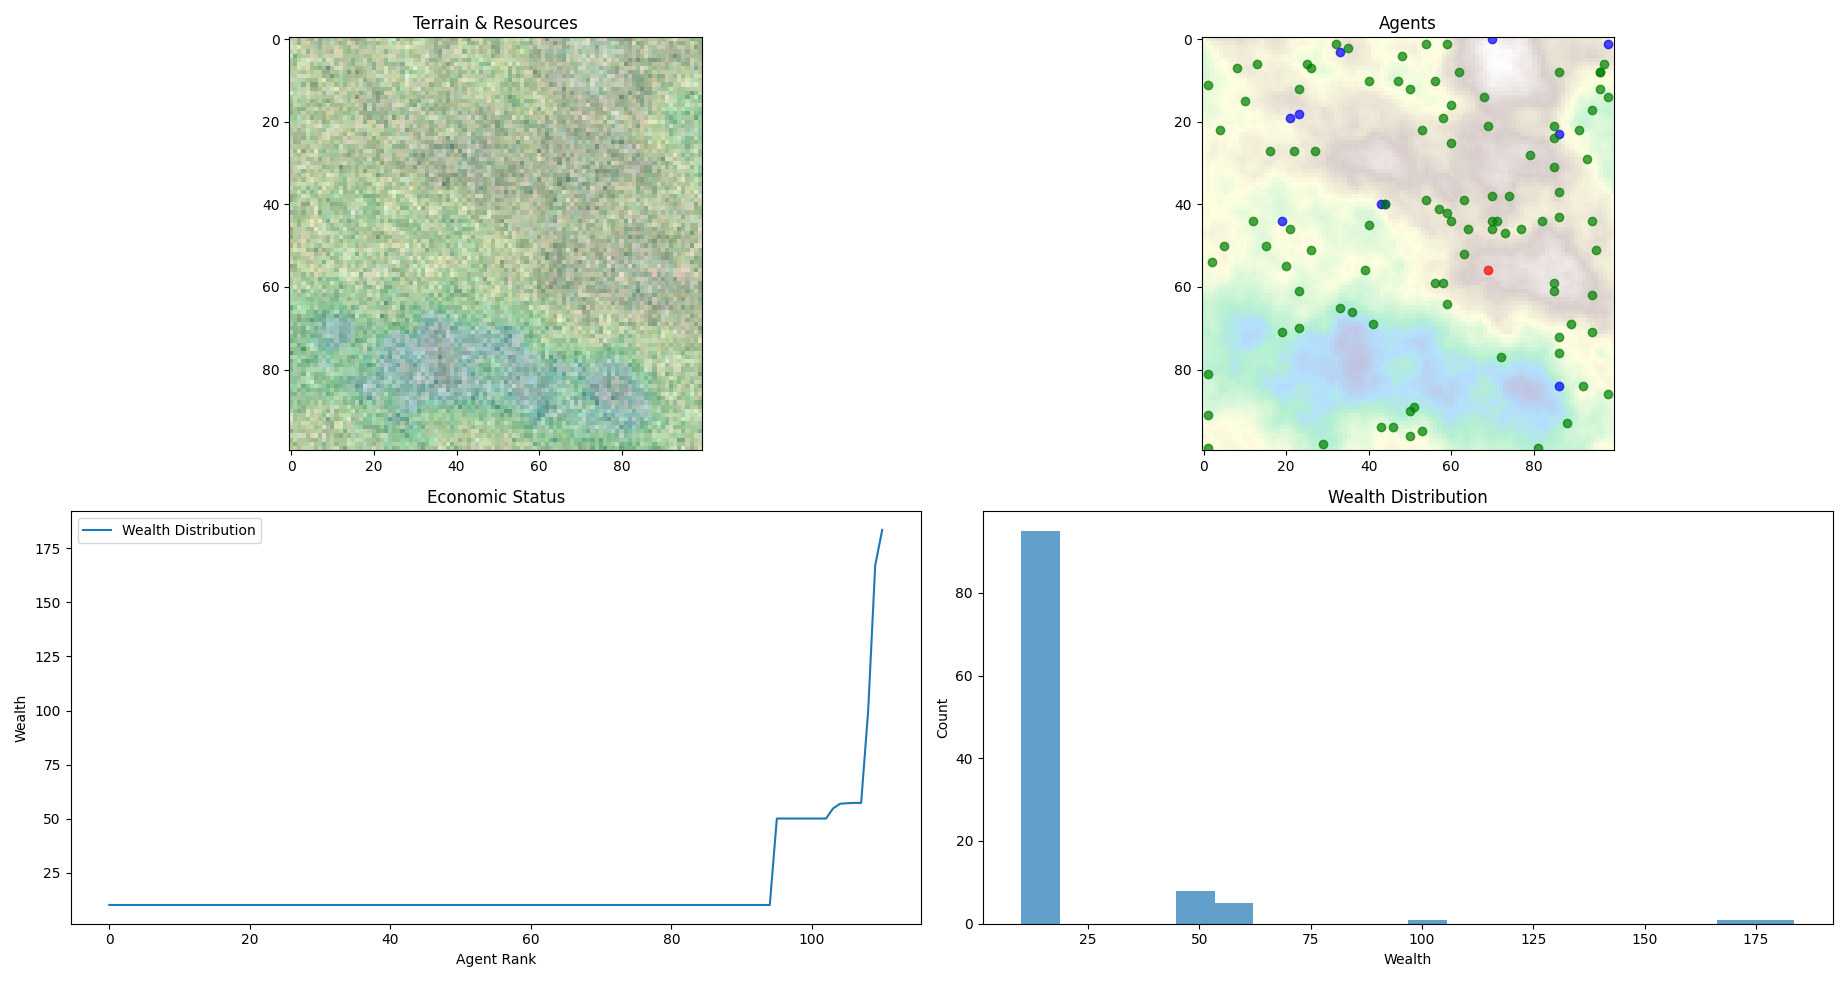 Terrain & Resources
0
20
40
60
80
0 20 40 60 80
Agents
0
20
40
60
80
0 20 40 60 80
Economic Status
Wealth Distribution
175
150
125
100
75
50
25
Wealth
0 20 40 60 80 100
Agent Rank
Wealth Distribution
80
60
40
20
0
Count
25 50 75 100 125 150 175
Wealth